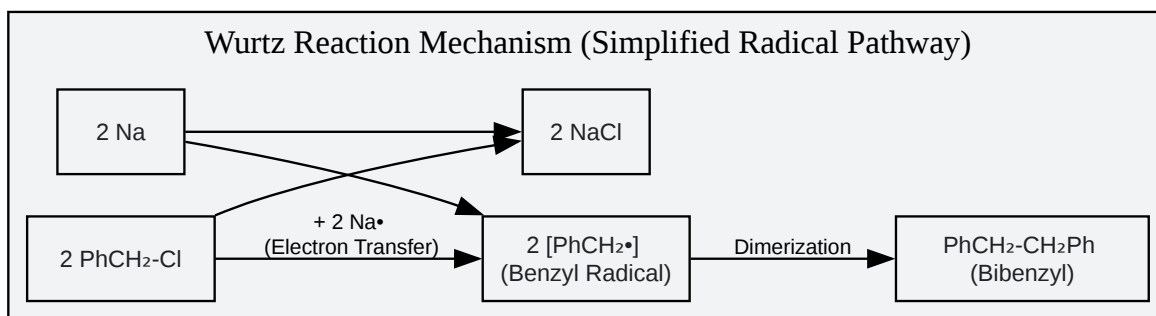 Wurtz Reaction Mechanism (Simplified Radical Pathway)
2 Na
2 NaCl
2 PhCH₂-Cl
+ 2 Na•
(Electron Transfer)
2 [PhCH₂•]
(Benzyl Radical)
Dimerization
PhCH₂-CH₂Ph
(Bibenzyl)